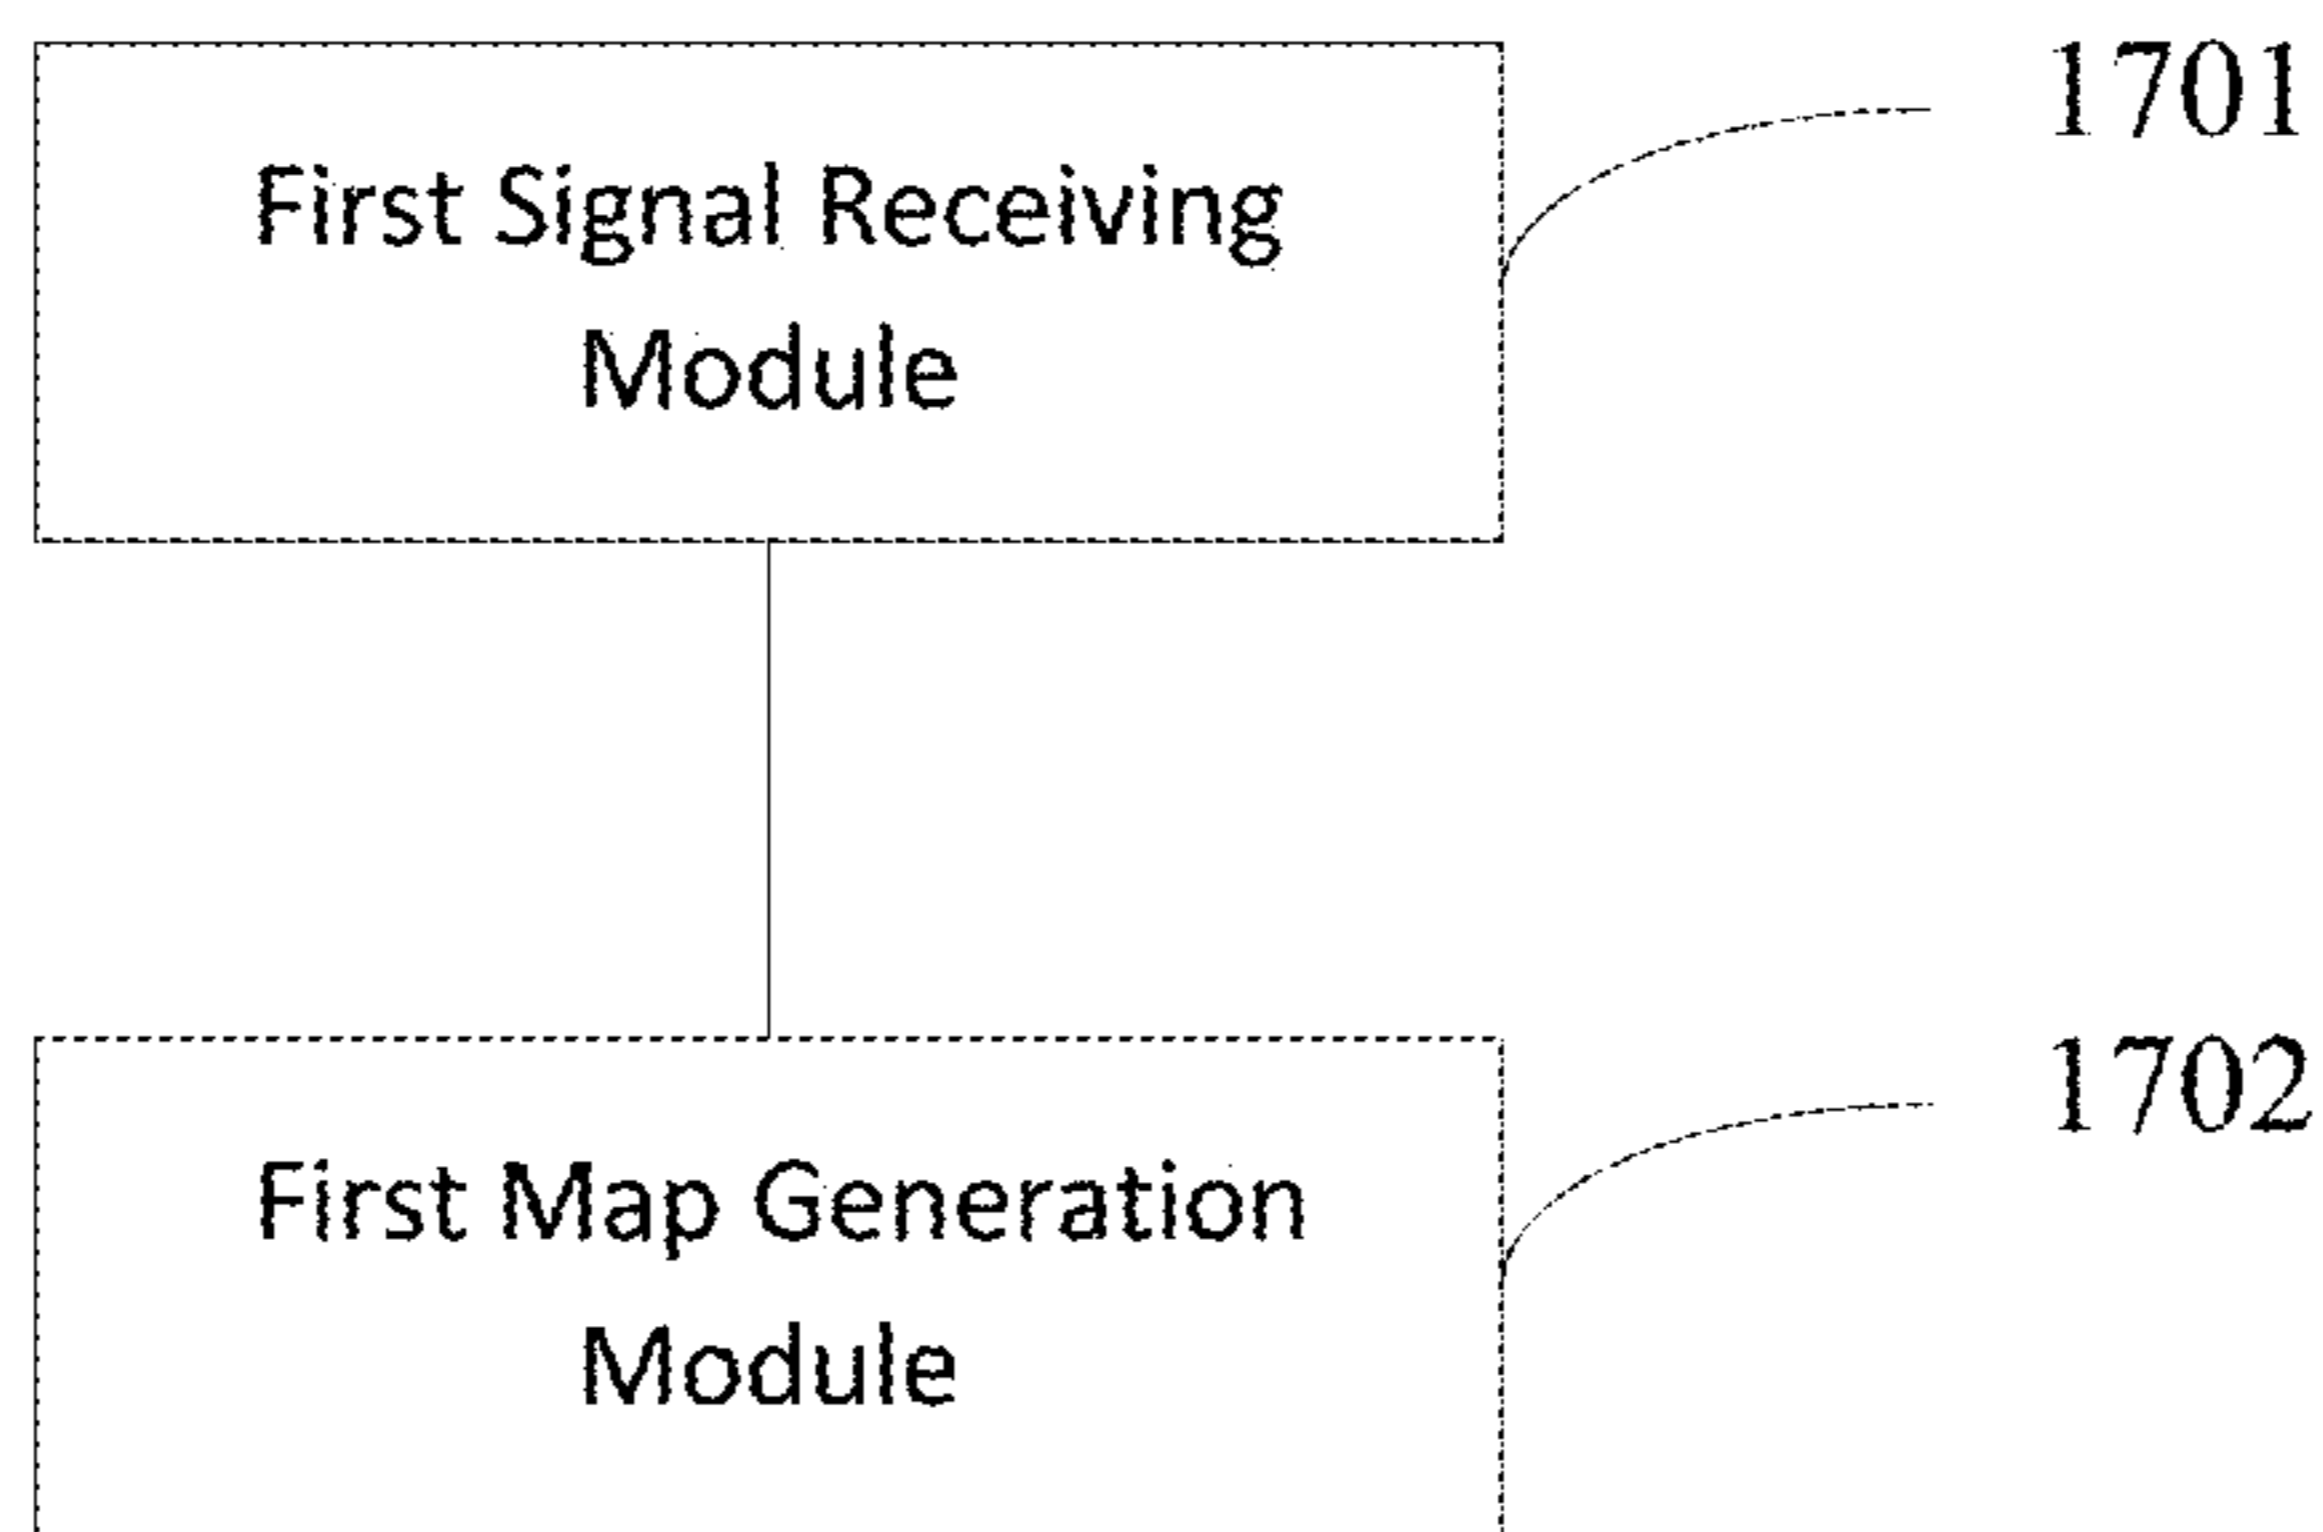 1701
First Signal Receiving
Module
1702
First Map Generation
Module